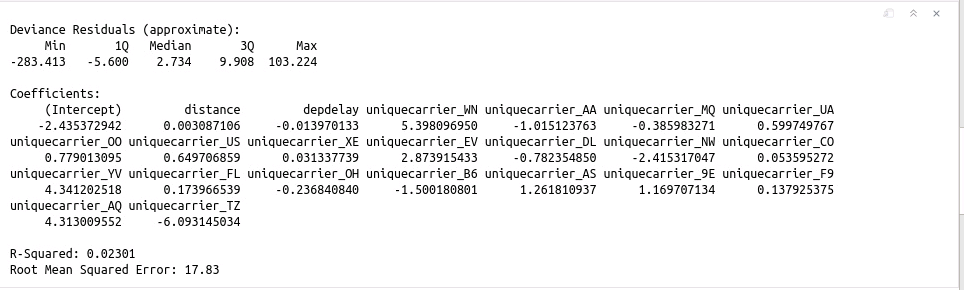 Deviance Residuals (approximate):
     Min       1Q   Median       3Q      Max
-283.413   -5.600    2.734    9.908  103.224
Coefficients:
     (Intercept)         distance         depdelay uniquecarrier_WN uniquecarrier_AA uniquecarrier_MQ uniquecarrier_UA
    -2.435372942      0.003087106     -0.013970133      5.398096950     -1.015123763     -0.385983271      0.599749767
uniquecarrier_OO uniquecarrier_US uniquecarrier_XE uniquecarrier_EV uniquecarrier_DL uniquecarrier_NW uniquecarrier_CO
     0.779013095      0.649706859      0.031337739      2.873915433     -0.782354850     -2.415317047      0.053595272
uniquecarrier_YV uniquecarrier_FL uniquecarrier_OH uniquecarrier_B6 uniquecarrier_AS uniquecarrier_9E uniquecarrier_F9
     4.341202518      0.173966539     -0.236840840     -1.500180801      1.261810937      1.169707134      0.137925375
uniquecarrier_AQ uniquecarrier_TZ
     4.313009552     -6.093145034
R-Squared: 0.02301
Root Mean Squared Error: 17.83